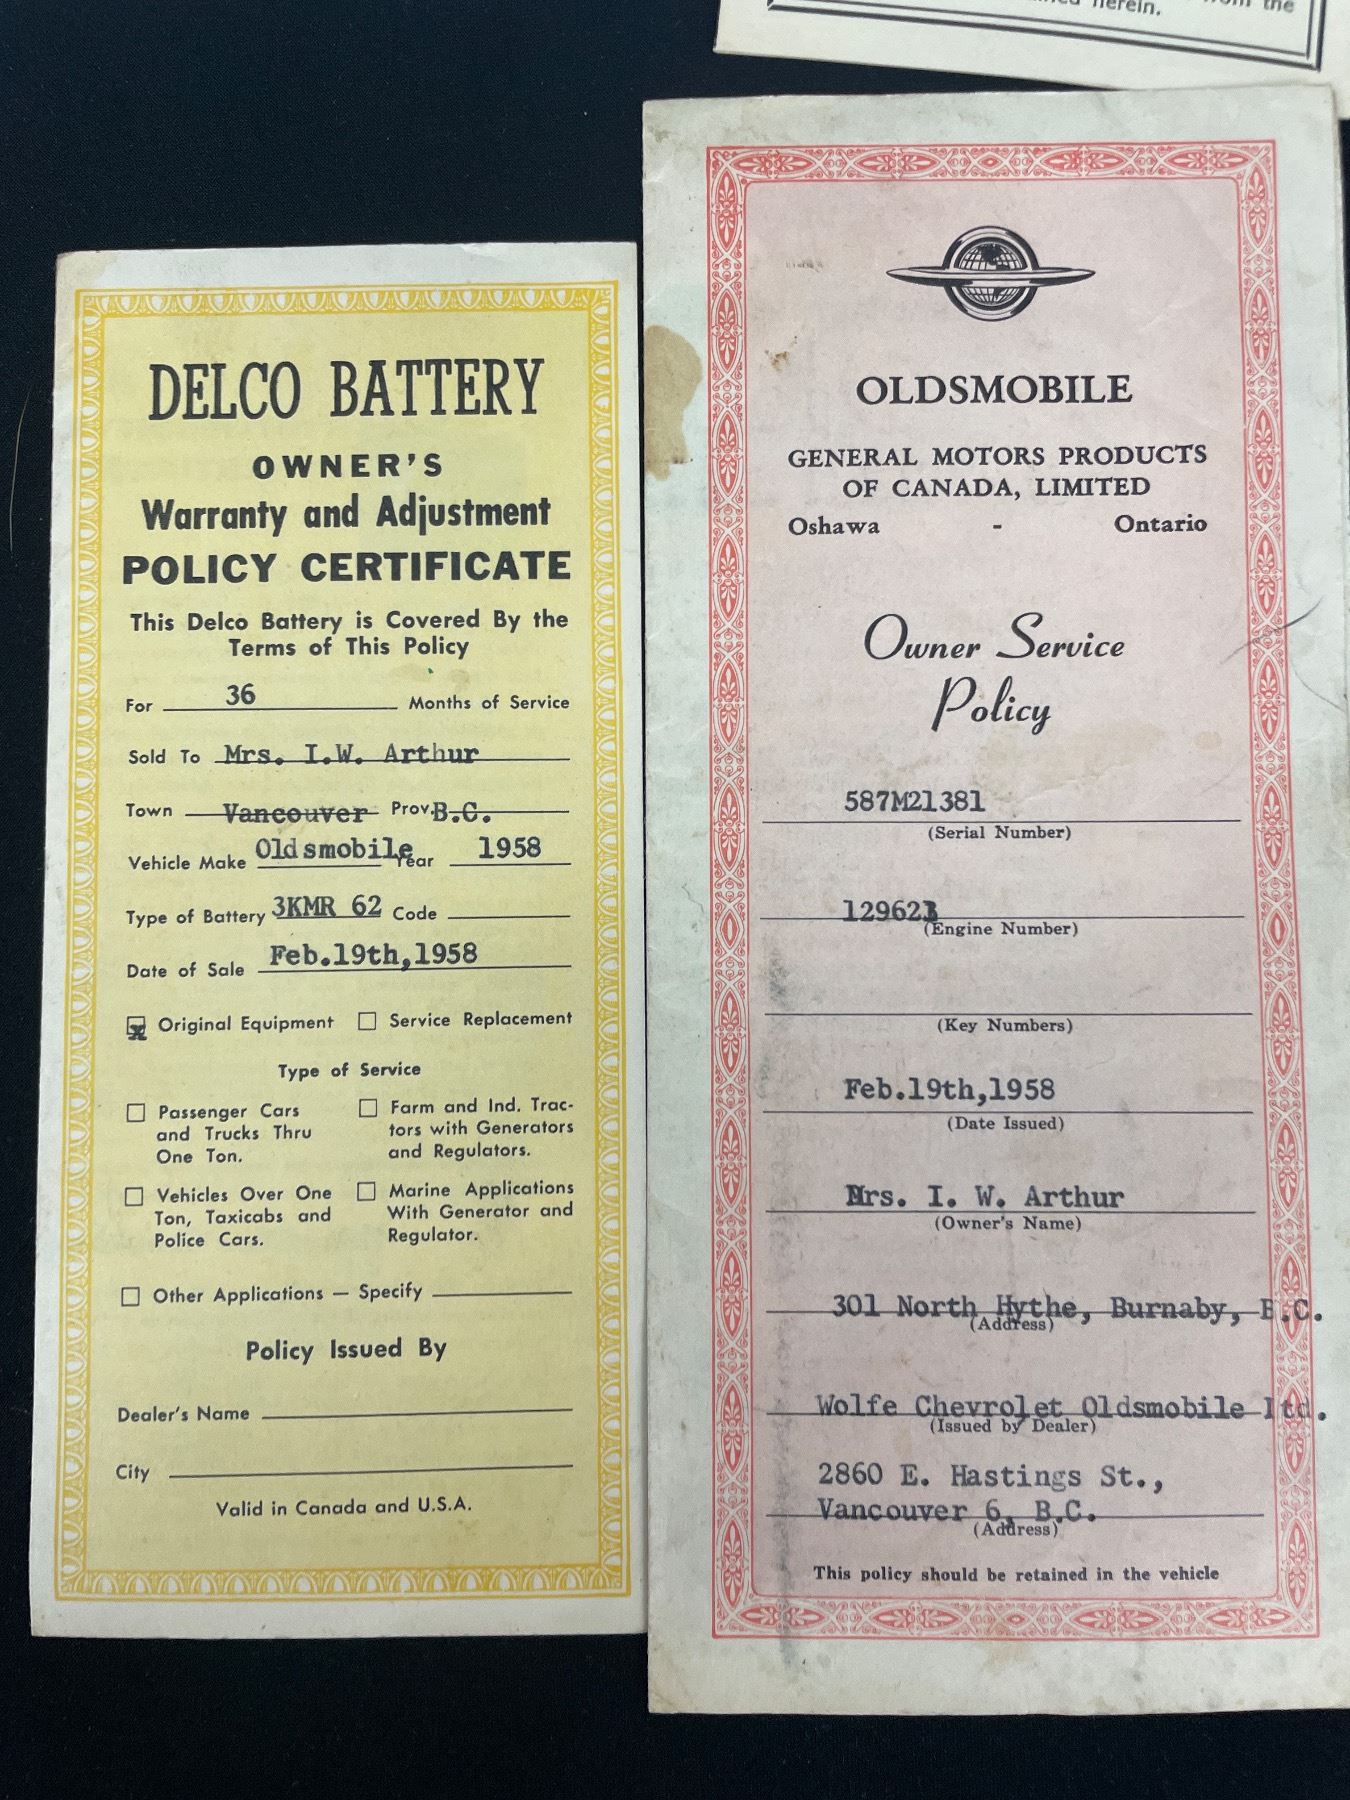 from the
herein.
DELCO BATTERY
OWNER'S
Warranty and Adjustment
POLICY CERTIFICATE
This Delco Battery is Covered By the
Terms of This Policy
For 36 Months of Service
Sold To Mrs. I.W. Arthur
Town Vancouver Prov. B.C.
Vehicle Make Oldsmobile Year 1958
Type of Battery 3KMR 62 Code
Date of Sale Feb.19th,1958
x Original Equipment
Service Replacement
Type of Service
Passenger Cars
and Trucks Thru
One Ton.
Farm and Ind. Trac-
tors with Generators
and Regulators.
Vehicles Over One
Ton, Taxicabs and
Police Cars.
Marine Applications
With Generator and
Regulator.
Other Applications — Specify
Policy Issued By
Dealer's Name
City
Valid in Canada and U.S.A.
OLDSMOBILE
GENERAL MOTORS PRODUCTS
OF CANADA, LIMITED
Oshawa - Ontario
Owner Service
Policy
587M21381
(Serial Number)
(Engine Number)
(Key Numbers)
Feb.19th,1958
(Date Issued)
Mrs. I. W. Arthur
(Owner's Name)
301 North Hythe, Burnaby, B.C.
(Address)
Wolfe Chevrolet Oldsmobile ltd.
(Issued by Dealer)
2860 E. Hastings St.,
Vancouver 6, B.C.
(Address)
This policy should be retained in the vehicle